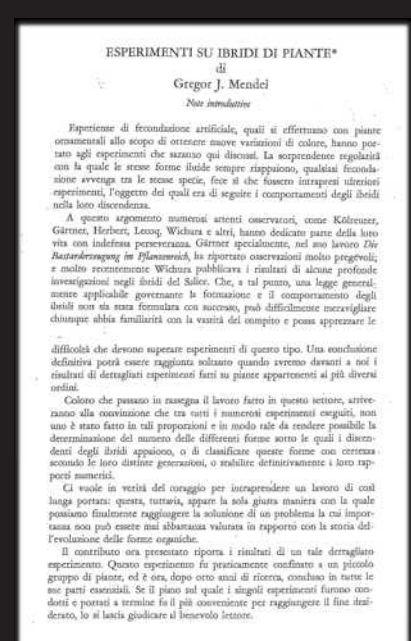 ESPERIMENTI SU IBRIDI DI PIANTE*
di
Gregor J. Mendel
Note introduttive
Esperienze di fecondazione artificiale, quali si effettuano con piante
ornamentali allo scopo di ottenere nuove variazioni di colore, hanno por-
tato agli esperimenti che saranno qui discussi. La sorprendente regolarità
con la quale le stesse forme ibride sempre riappaiono, qualsiasi feconda-
zione avvenga tra le stesse specie, fece sì che fossero intrapresi ulteriori
esperimenti, l'oggetto dei quali era di seguire i comportamenti degli ibridi
nella loro discendenza.
A questo argomento numerosi attenti osservatori, come Kölreuter,
Gärtner, Herbert, Lecoq, Wichura e altri, hanno dedicato parte della loro
vita con indefessa perseveranza. Gärtner specialmente, nel suo lavoro Die
Bastarderzeugung im Pflanzenreich, ha riportato osservazioni molto pregevoli;
e molto recentemente Wichura pubblicava i risultati di alcune profonde
investigazioni negli ibridi del Salice. Che, a tal punto, una legge general-
mente applicabile governante la formazione e il comportamento degli
ibridi non sia stata formulata con successo, può difficilmente meravigliare
chiunque abbia familiarità con la vastità del compito e possa apprezzare le
difficoltà che devono superare esperimenti di questo tipo. Una conclusione
definitiva potrà essere raggiunta soltanto quando avremo davanti a noi i
risultati di dettagliati esperimenti fatti su piante appartenenti ai più diversi
ordini.
Coloro che passano in rassegna il lavoro fatto in questo settore, arrive-
ranno alla convinzione che tra tutti i numerosi esperimenti eseguiti, non
uno è stato fatto in tali proporzioni e in modo tale da rendere possibile la
determinazione del numero delle differenti forme sotto le quali i discen-
denti degli ibridi appaiono, o di classificare queste forme con certezza
secondo le loro distinte generazioni, o stabilire definitivamente i loro rap-
porti numerici.
Ci vuole in verità del coraggio per intraprendere un lavoro di così
lunga portata: questa, tuttavia, appare la sola giusta maniera con la quale
possiamo finalmente raggiungere la soluzione di un problema la cui impor-
tanza non può essere mai abbastanza valutata in rapporto con la storia del-
l'evoluzione delle forme organiche.
Il contributo ora presentato riporta i risultati di un tale dettagliato
esperimento. Questo esperimento fu praticamente confinato a un piccolo
gruppo di piante, ed è ora, dopo otto anni di ricerca, concluso in tutte le
sue parti essenziali. Se il piano sul quale i singoli esperimenti furono con-
dotti e portati a termine fu il più conveniente per raggiungere il fine desi-
derato, lo si lascia giudicare al benevolo lettore.